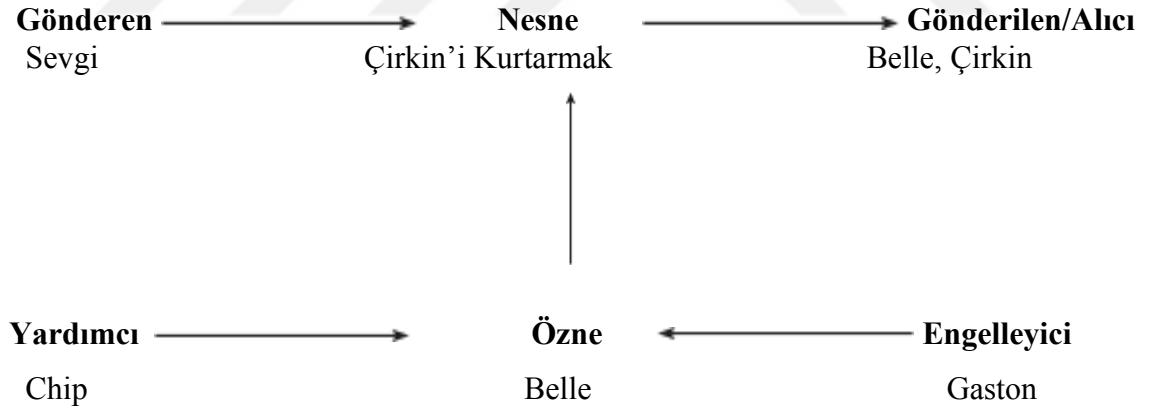 Gönderen Nesne Gönderilen/Alıcı
Sevgi Çirkin’i Kurtarmak Belle, Çirkin
Yardımcı Özne Engelleyici
Chip Belle Gaston